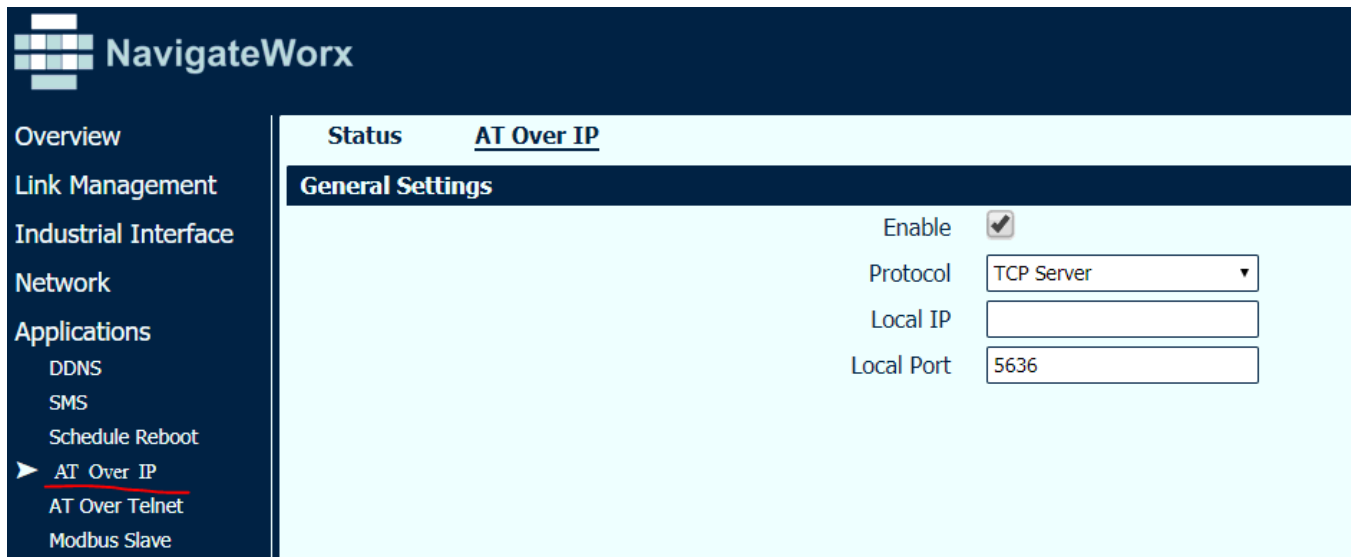 NavigateWorx
Overview
Link Management
Industrial Interface
Network
Applications
DDNS
SMS
Schedule Reboot
AT Over IP
AT Over Telnet
Modbus Slave
Status AT Over IP
General Settings
Enable
Protocol TCP Server
Local IP
Local Port 5636